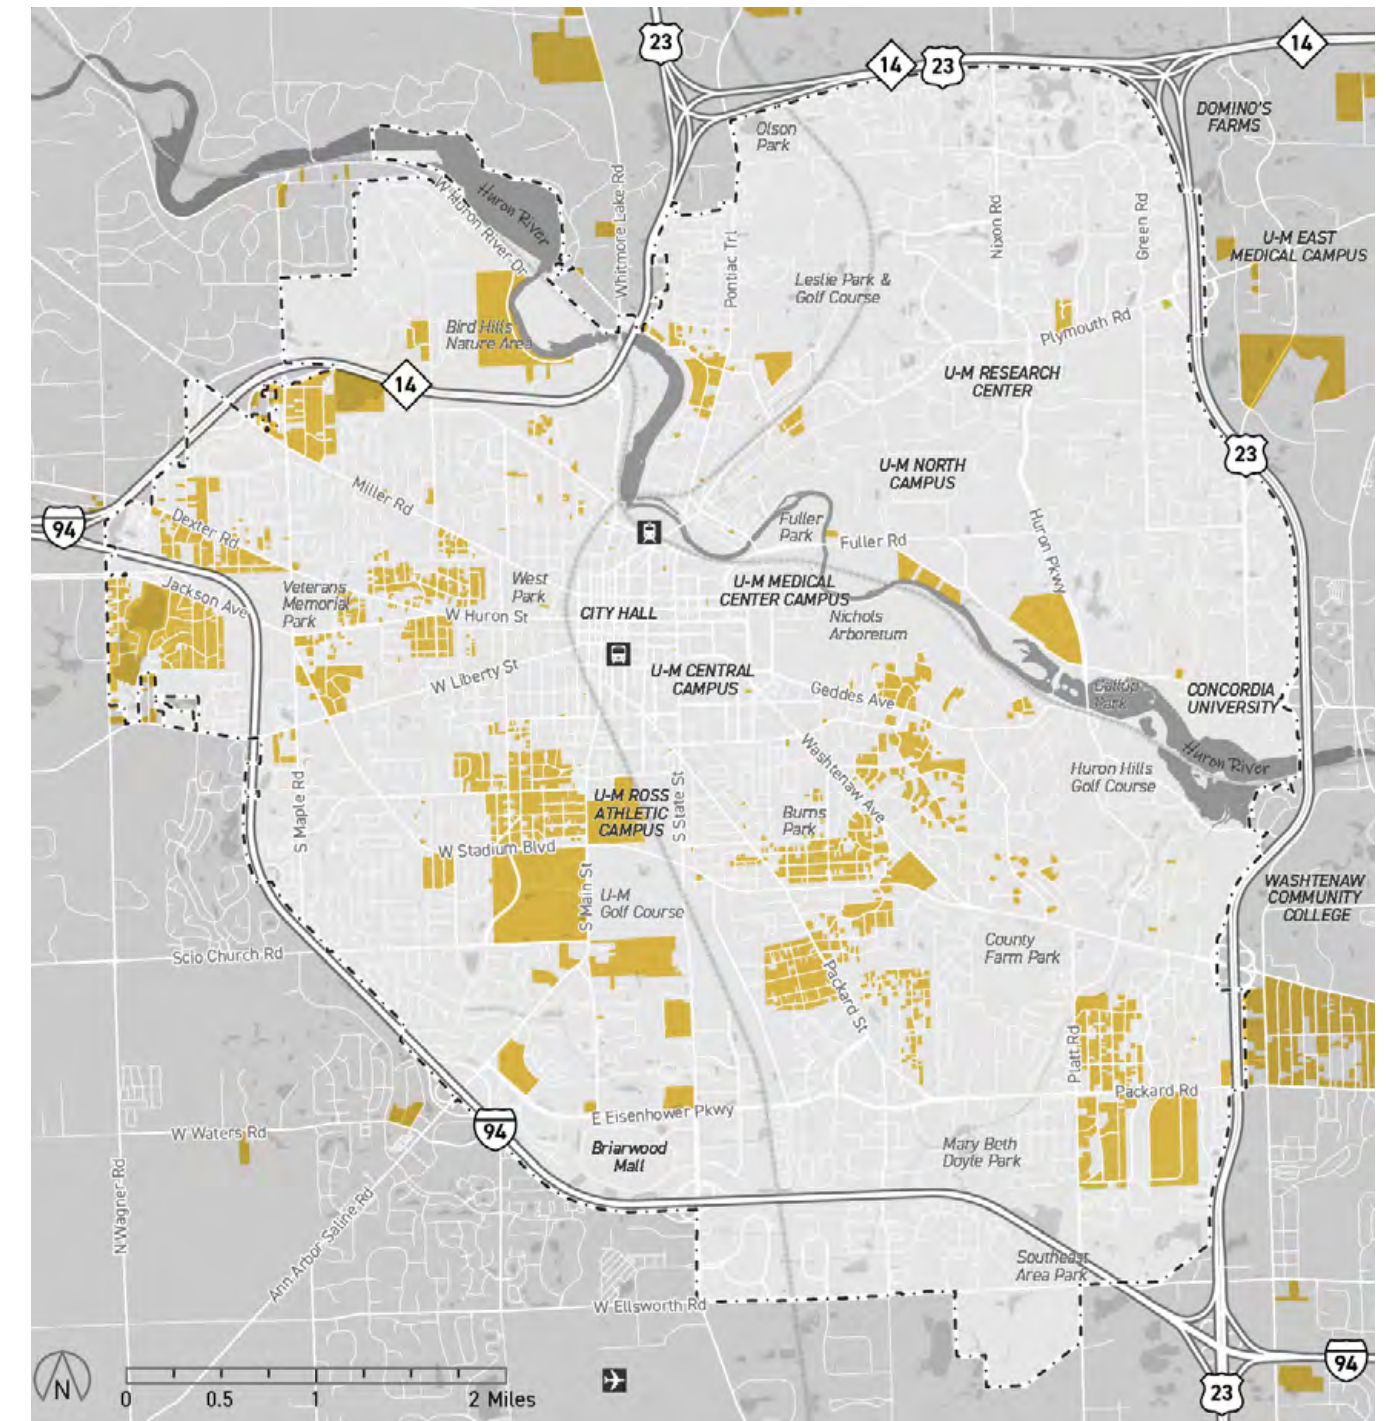 23
14
23
14
DOMINO'S
FARMS
Olson
Park
W Huron River Dr
Huron River
Whitmore Lake Rd
Pontiac Trl
Nixon Rd
Green Rd
U-M EAST
MEDICAL CAMPUS
Leslie Park &
Golf Course
Bird Hills
Nature Area
Plymouth Rd
14
U-M RESEARCH
CENTER
23
U-M NORTH
CAMPUS
Miller Rd
94
Dexter Rd
Fuller
Park
Fuller Rd
Huron Pkwy
Jackson Ave
Veterans
Memorial
Park
West
Park
W Huron St
CITY HALL
U-M MEDICAL
CENTER CAMPUS
Nichols
Arboretum
W Liberty St
U-M CENTRAL
CAMPUS
Geddes Ave
Gallup
Park
CONCORDIA
UNIVERSITY
Huron River
Washtenaw Ave
Huron Hills
Golf Course
S Maple Rd
U-M ROSS
ATHLETIC
CAMPUS
S State St
Burns
Park
W Stadium Blvd
S Main St
U-M
Golf Course
WASHTENAW
COMMUNITY
COLLEGE
Scio Church Rd
County
Farm Park
Packard St
Platt Rd
Packard Rd
E Eisenhower Pkwy
94
W Waters Rd
Briarwood
Mall
Mary Beth
Doyle Park
N Wagner Rd
Ann Arbor Saline Rd
Southeast
Area Park
W Ellsworth Rd
N
0 0.5 1 2 Miles
94
23